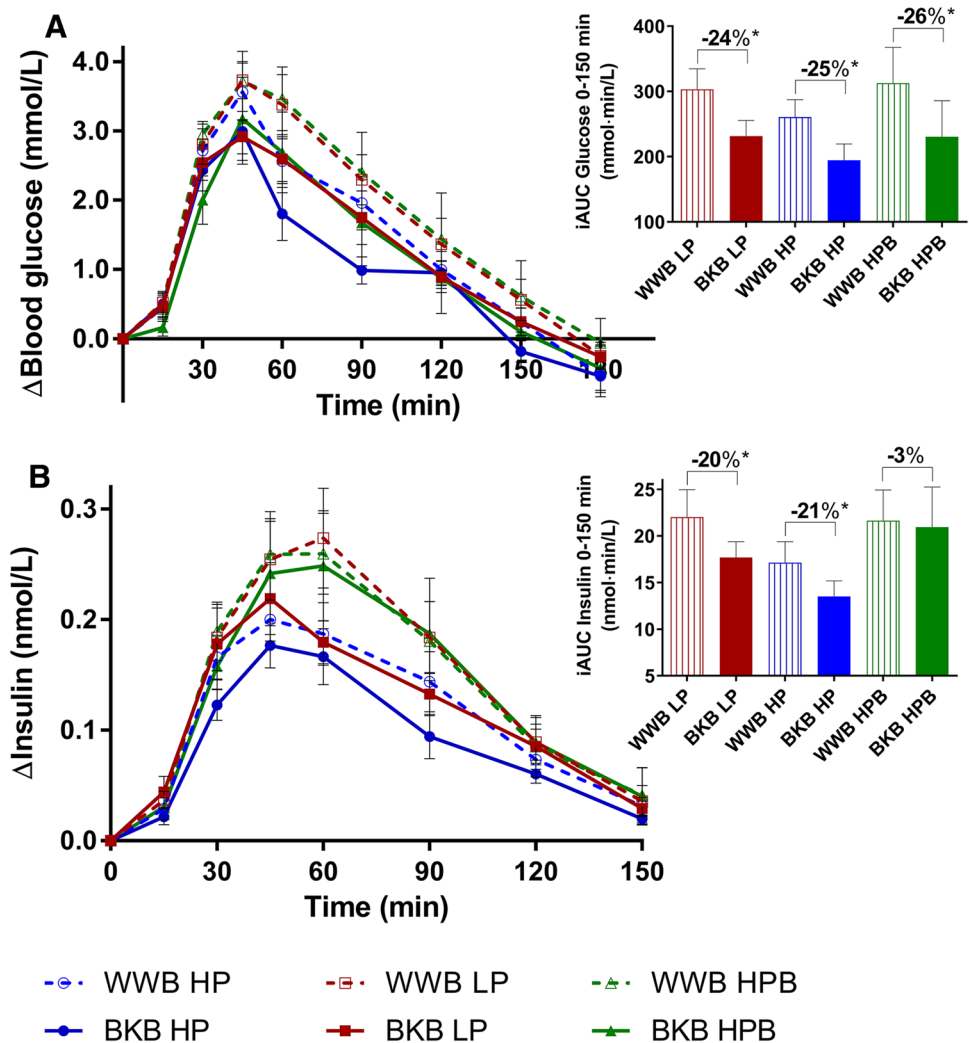 A
ΔBlood glucose (mmol/L)
4.0
3.0
2.0
1.0
0.0
30
60
90
120
150
180
Time (min)
iAUC Glucose 0-150 min
(mmol·min/L)
400
300
200
100
-24%*
-25%*
-26%*
WWB LP
BKB LP
WWB HP
BKB HP
WWB HPB
BKB HPB
B
ΔInsulin (nmol/L)
0.3
0.2
0.1
0.0
0
30
60
90
120
150
Time (min)
iAUC Insulin 0-150 min
(nmol·min/L)
25
20
15
10
5
-20%*
-21%*
-3%
WWB LP
BKB LP
WWB HP
BKB HP
WWB HPB
BKB HPB
WWB HP
WWB LP
WWB HPB
BKB HP
BKB LP
BKB HPB